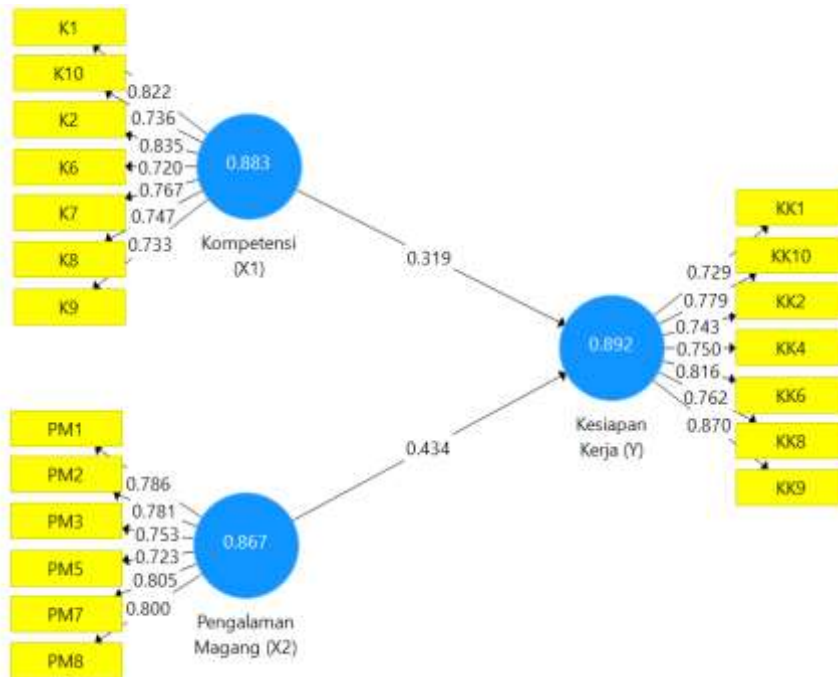 K1
K10
K2
K6
K7
K8
K9
0.822
0.736
0.835
0.720
0.767
0.747
0.733
0.883
Kompetensi
(X1)
0.319
PM1
PM2
PM3
PM5
PM7
PM8
0.786
0.781
0.753
0.723
0.805
0.800
0.867
Pengalaman
Magang (X2)
0.434
0.892
Kesiapan
Kerja (Y)
0.729
0.779
0.743
0.750
0.816
0.762
0.870
KK1
KK10
KK2
KK4
KK6
KK8
KK9